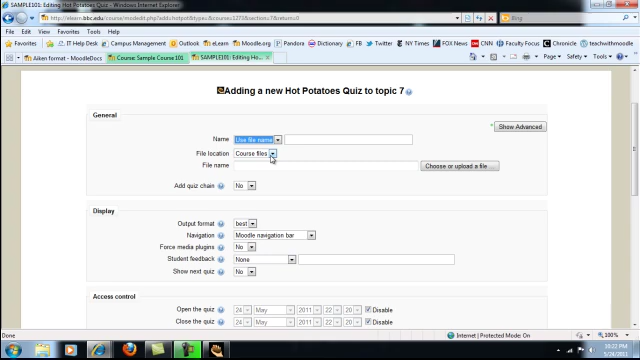 SAMPLE101: Editing Hot Potatoes Quiz - Windows Internet Explorer
http://elearn.bbc.edu/course/modedit.php?add=hotpot&type=&course=1273&section=7&return=0
Bing
File Edit View Favorites Tools Help
Favorites IT Help Desk Campus Management Outlook eLearn Moodle.org Pandora FB Twitter NY Times FOX News CNN Faculty Focus Chronicle teachwithmoodle
Aiken format - MoodleDocs Course: Sample Course 101 SAMPLE101: Editing Ho... Page Safety Tools
Adding a new Hot Potatoes Quiz to topic 7
General
* Show Advanced
Name Use file name
File location Course files
File name Choose or upload a file ...
Add quiz chain No
Display
Output format best
Navigation Moodle navigation bar
Force media plugins No
Student feedback None
Show next quiz No
Access control
Open the quiz 24 May 2011 22 20 Disable
Close the quiz 24 May 2011 22 20 Disable
Done Internet | Protected Mode: On 100%
10:22 PM
5/24/2011